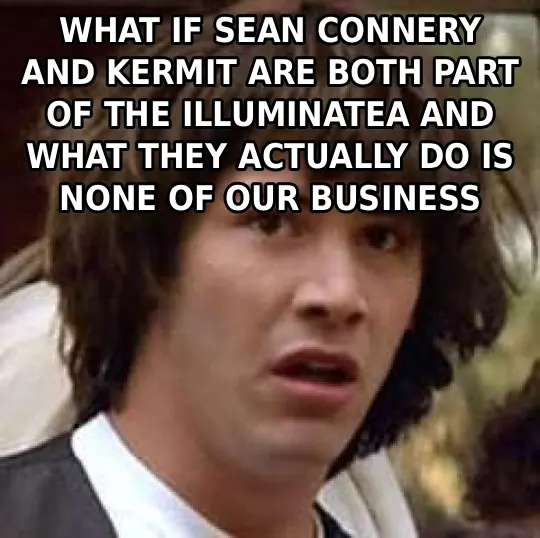 WHAT IF SEAN CONNERY
AND KERMIT ARE BOTH PART
OF THE ILLUMINATEA AND
WHAT THEY ACTUALLY DO IS
NONE OF OUR BUSINESS